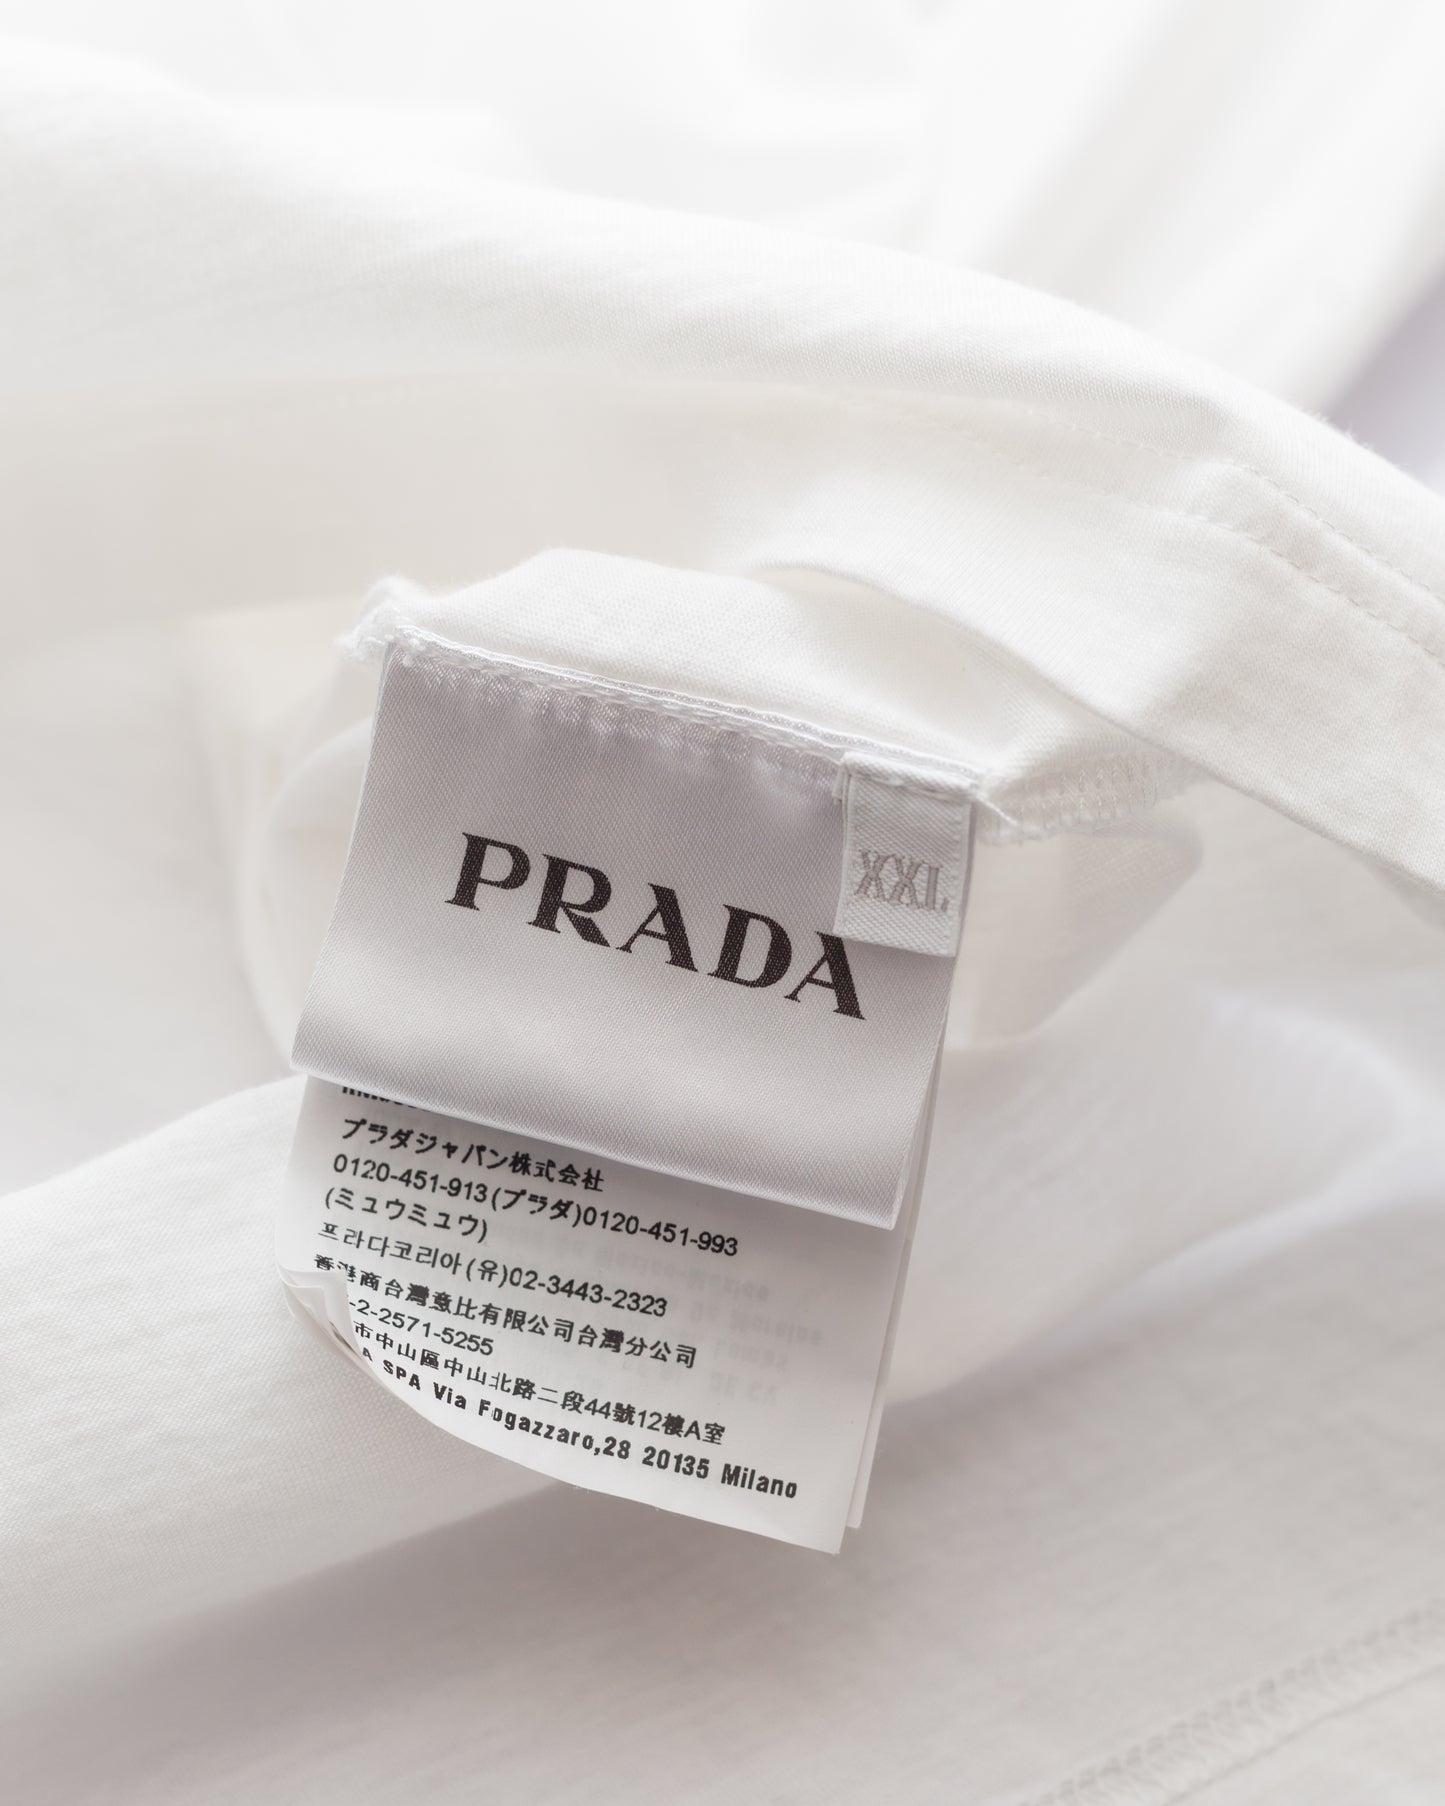 PRADA
XXL
プラダジャパン株式会社
0120-451-913(プラダ)0120-451-993
(ミュウミュウ)
프라다코리아(유)02-3443-2323
香港商台灣意比有限公司台灣分公司
-2-2571-5255
市中山區中山北路二段44號12樓A室
A SPA Via Fogazzaro,28 20135 Milano